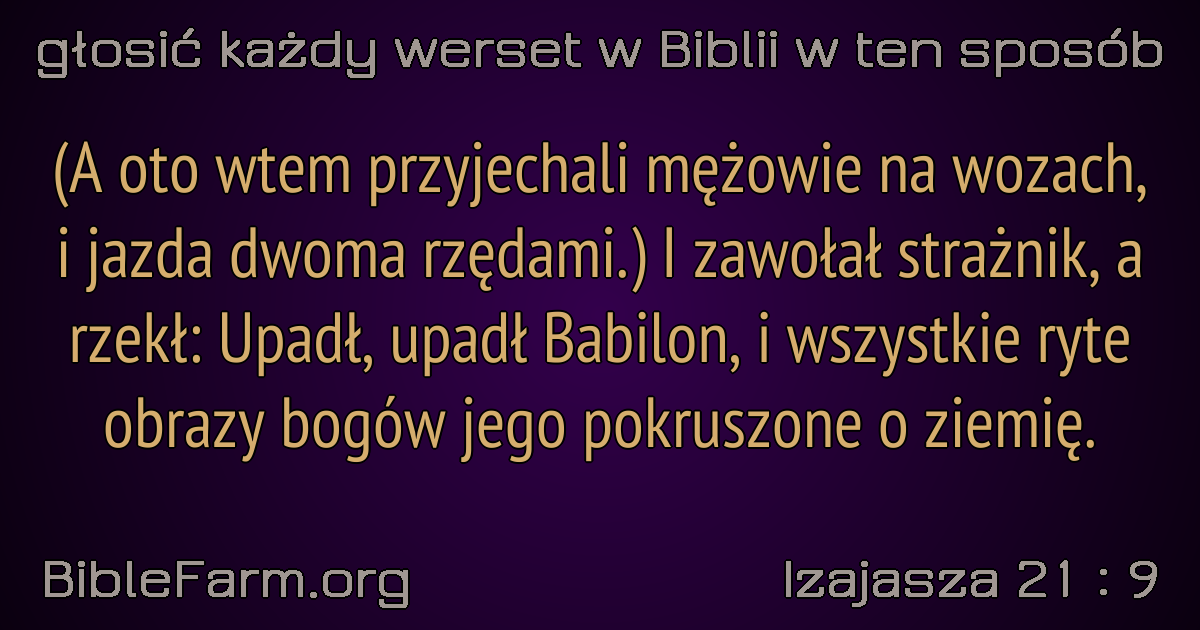 głosić każdy werset w Biblii w ten sposób
(A oto wtem przyjechali mężowie na wozach,
i jazda dwoma rzędami.) I zawołał strażnik, a
rzekł: Upadł, upadł Babilon, i wszystkie ryte
obrazy bogów jego pokruszone o ziemię.
BibleFarm.org
Izajasza 21 : 9